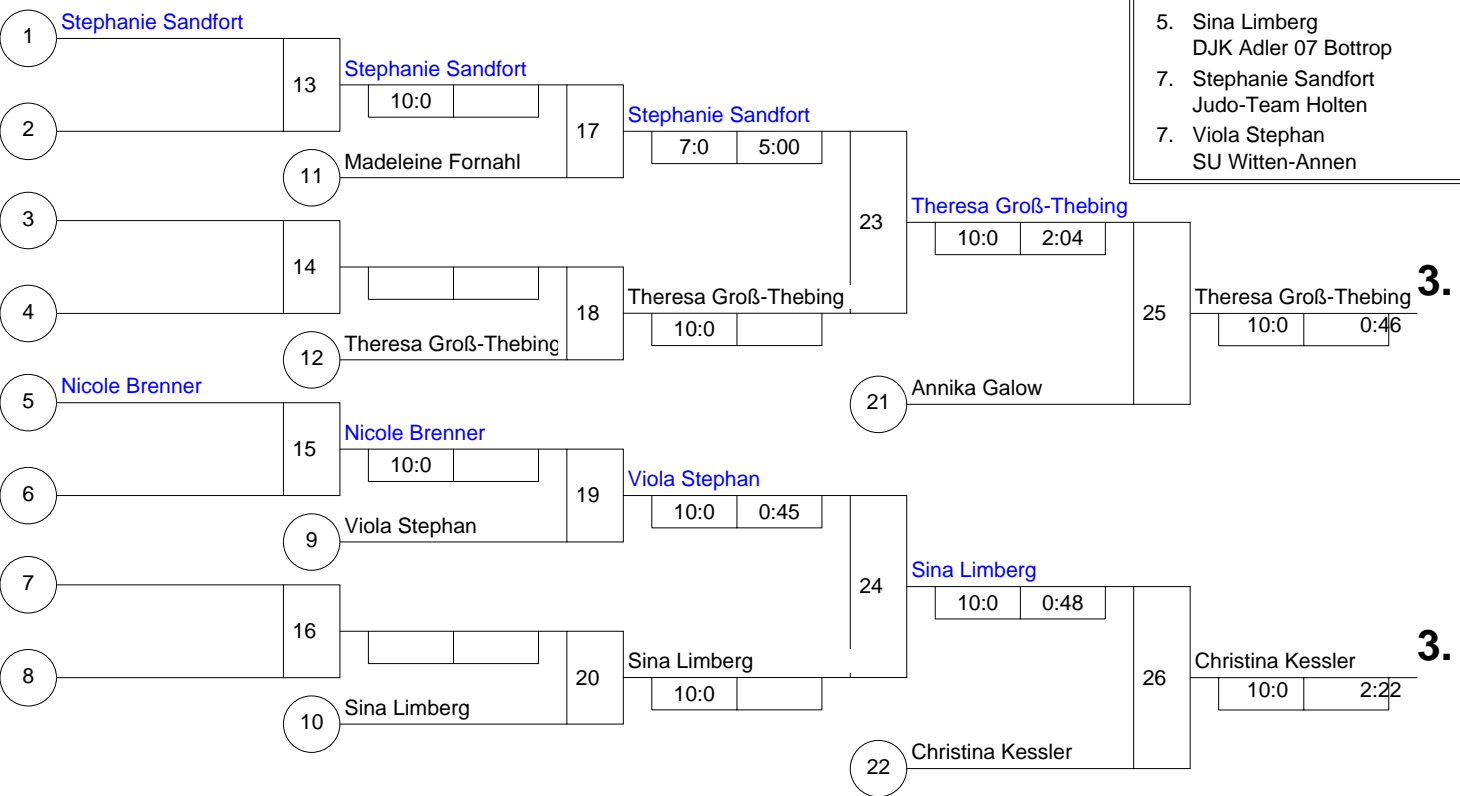 1 Stephanie Sandfort
2
13 Stephanie Sandfort
10:0
11 Madeleine Fornahl
17 Stephanie Sandfort
7:0 5:00
3
4
14
12 Theresa Groß-Thebing
18 Theresa Groß-Thebing
10:0
23 Theresa Groß-Thebing
10:0 2:04
21 Annika Galow
25 Theresa Groß-Thebing 3.
10:0 0:46
5 Nicole Brenner
6
15 Nicole Brenner
10:0
9 Viola Stephan
19 Viola Stephan
10:0 0:45
7
8
16
10 Sina Limberg
20 Sina Limberg
10:0
24 Sina Limberg
10:0 0:48
22 Christina Kessler
26 Christina Kessler 3.
10:0 2:22
5. Sina Limberg
DJK Adler 07 Bottrop
7. Stephanie Sandfort
Judo-Team Holten
7. Viola Stephan
SU Witten-Annen